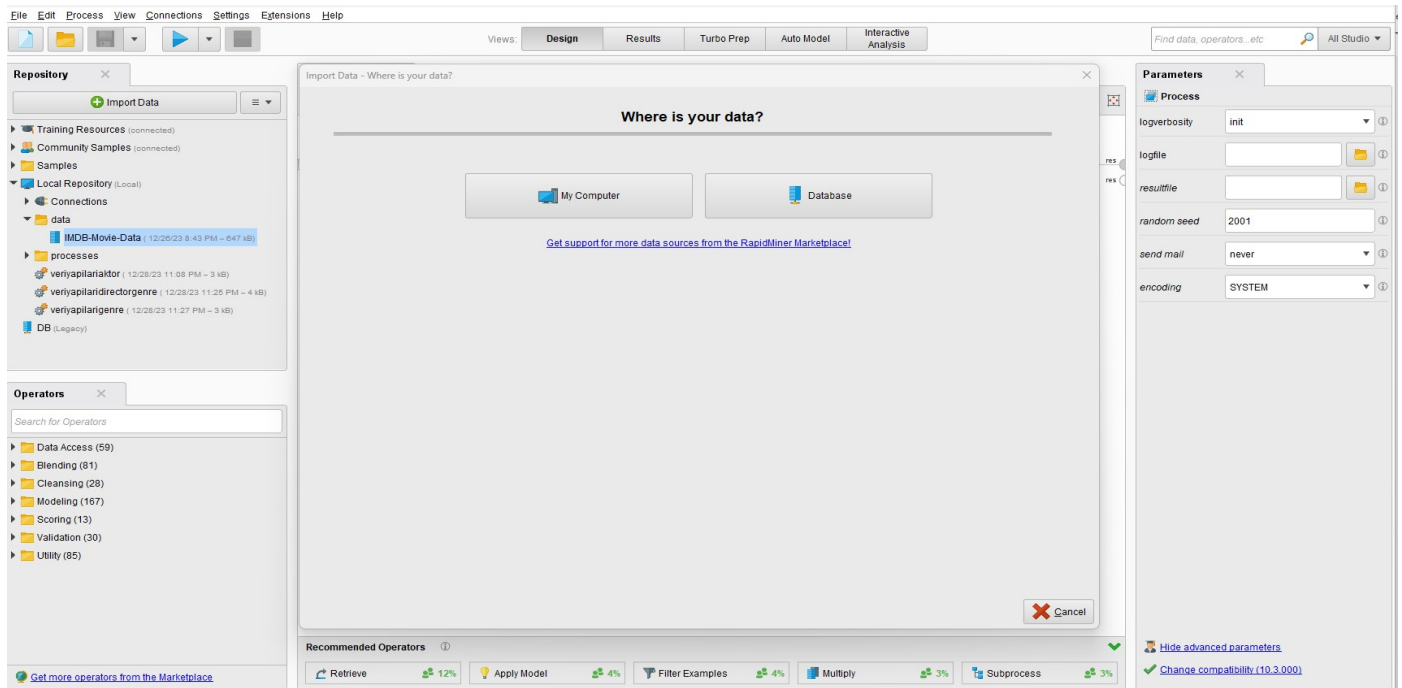 File Edit Process View Connections Settings Extensions Help
Views: Design Results Turbo Prep Auto Model Interactive Analysis
Find data, operators...etc All Studio
Repository
Import Data
Training Resources (connected)
Community Samples (connected)
Samples
Local Repository (Local)
Connections
data
IMDB-Movie-Data ( 12/26/23 8:43 PM – 647 kB)
processes
veriyapilariaktor ( 12/28/23 11:08 PM – 3 kB)
veriyapilaridirectorgenre ( 12/28/23 11:25 PM – 4 kB)
veriyapilarigenre ( 12/28/23 11:27 PM – 3 kB)
DB (Legacy)
Operators
Search for Operators
Data Access (59)
Blending (81)
Cleansing (28)
Modeling (167)
Scoring (13)
Validation (30)
Utility (85)
Get more operators from the Marketplace
Import Data - Where is your data?
Where is your data?
My Computer Database
Get support for more data sources from the RapidMiner Marketplace!
Cancel
res
res
Recommended Operators
Retrieve 12% Apply Model 4% Filter Examples 4% Multiply 3% Subprocess 3%
Parameters
Process
logverbosity init
logfile
resultfile
random seed 2001
send mail never
encoding SYSTEM
Hide advanced parameters
Change compatibility (10.3.000)